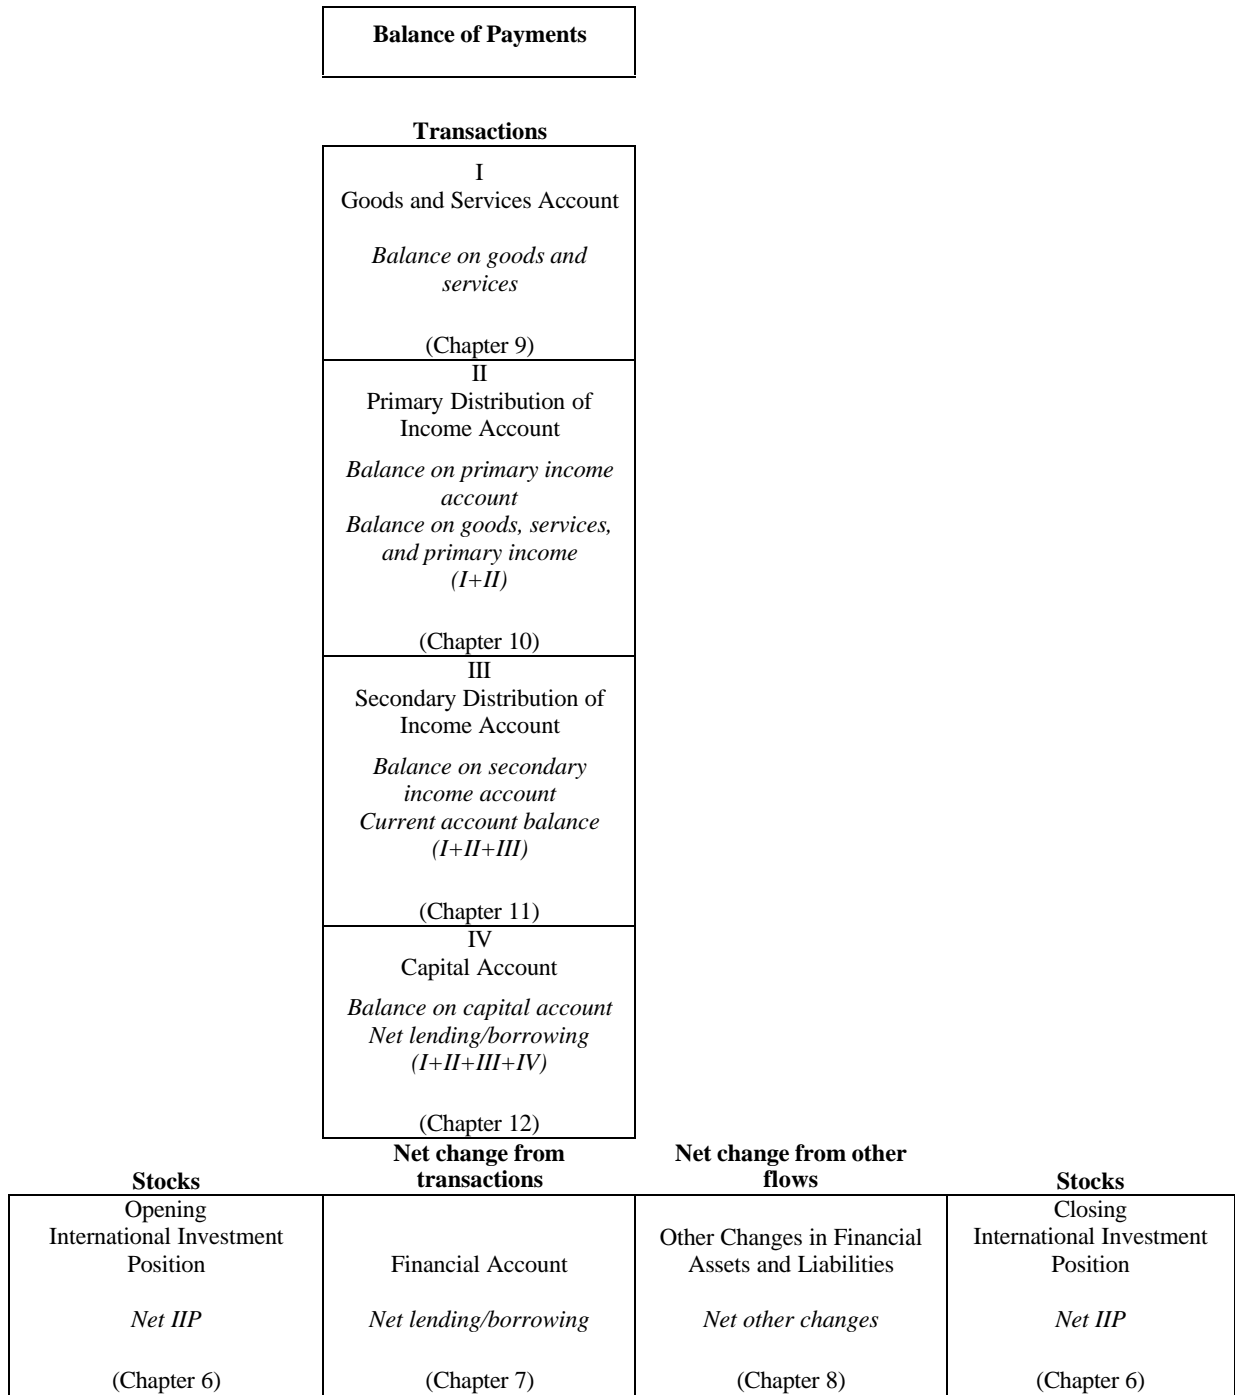 Balance of Payments
Transactions
I
Goods and Services Account
Balance on goods and
services
(Chapter 9)
II
Primary Distribution of
Income Account
Balance on primary income
account
Balance on goods, services,
and primary income
(I+II)
(Chapter 10)
III
Secondary Distribution of
Income Account
Balance on secondary
income account
Current account balance
(I+II+III)
(Chapter 11)
IV
Capital Account
Balance on capital account
Net lending/borrowing
(I+II+III+IV)
(Chapter 12)
Stocks
Opening
International Investment
Position
Net IIP
(Chapter 6)
Net change from
transactions
Financial Account
Net lending/borrowing
(Chapter 7)
Net change from other
flows
Other Changes in Financial
Assets and Liabilities
Net other changes
(Chapter 8)
Stocks
Closing
International Investment
Position
Net IIP
(Chapter 6)